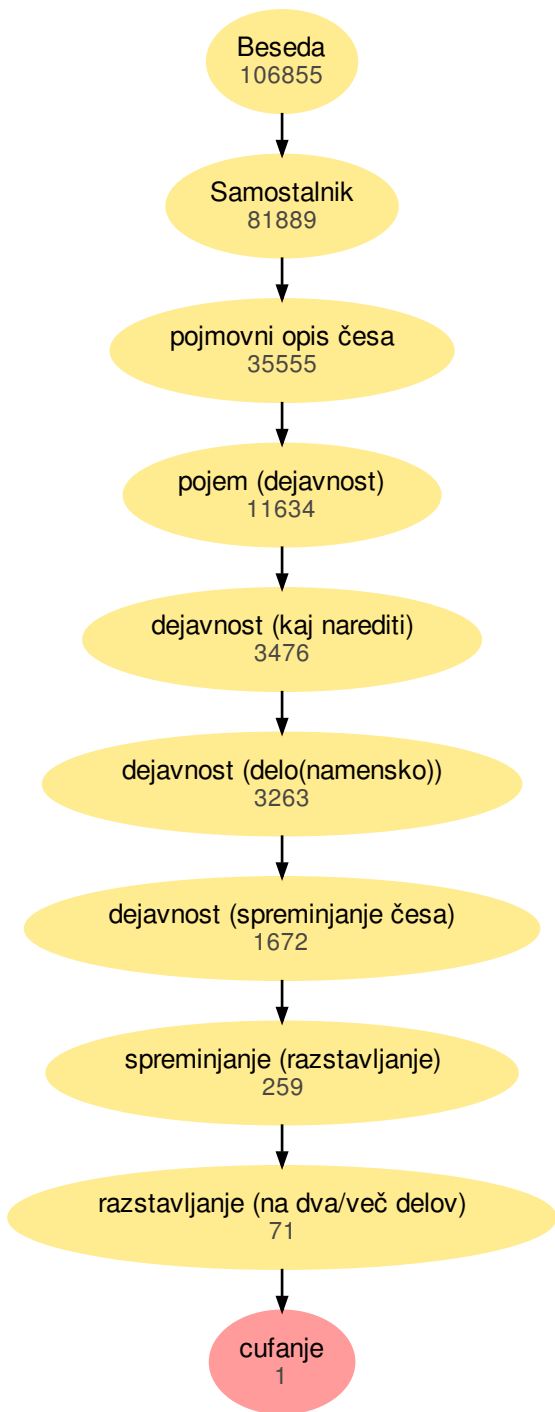 Beseda
106855
Samostalnik
81889
pojmovni opis česa
35555
pojem (dejavnost)
11634
dejavnost (kaj narediti)
3476
dejavnost (delo(namensko))
3263
dejavnost (spreminjanje česa)
1672
spreminjanje (razstavljanje)
259
razstavljanje (na dva/več delov)
71
cufanje
1